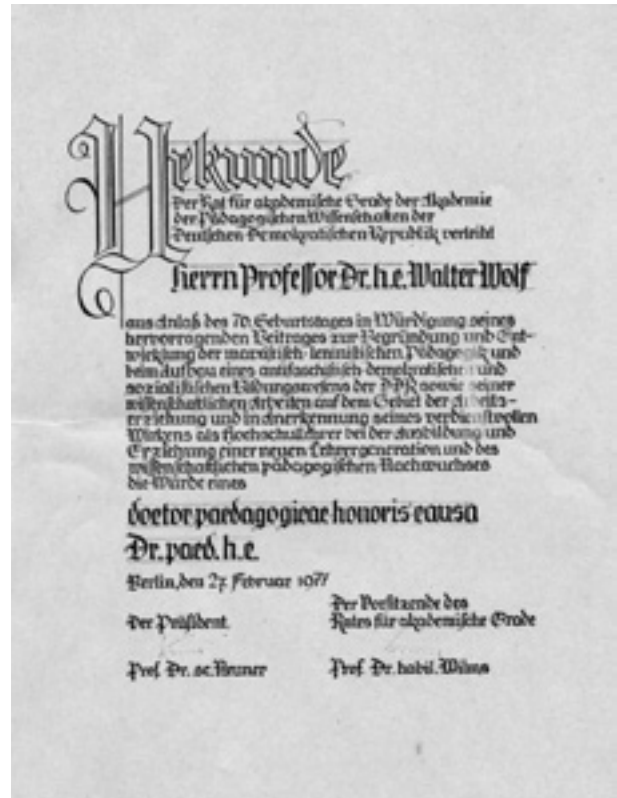 Urkunde
Der Rat für akademische Grade der Akademie
der Pädagogischen Wissenschaften der
Deutschen Demokratischen Republik verleiht
Herrn Professor Dr. h.c. Walter Wolf
aus Anlaß des 70. Geburtstages in Würdigung seines
hervorragenden Beitrages zur Begründung und Ent-
wicklung der marxistisch-leninistischen Pädagogik und
beim Aufbau eines antifaschistisch-demokratischen und
sozialistischen Bildungswesens der DDR sowie seiner
wissenschaftlichen Arbeiten auf dem Gebiet der Arbeits-
erziehung und in Anerkennung seines verdienstvollen
Wirkens als Hochschullehrer bei der Ausbildung und
Erziehung einer neuen Lehrergeneration und des
wissenschaftlichen pädagogischen Nachwuchses
die Würde eines
doctor paedagogicae honoris causa
Dr. paed. h.c.
Berlin, den 27. Februar 1977
Der Präsident
Der Vorsitzende des
Rates für akademische Grade
Prof. Dr. sc. Neuner
Prof. Dr. habil. Wilms